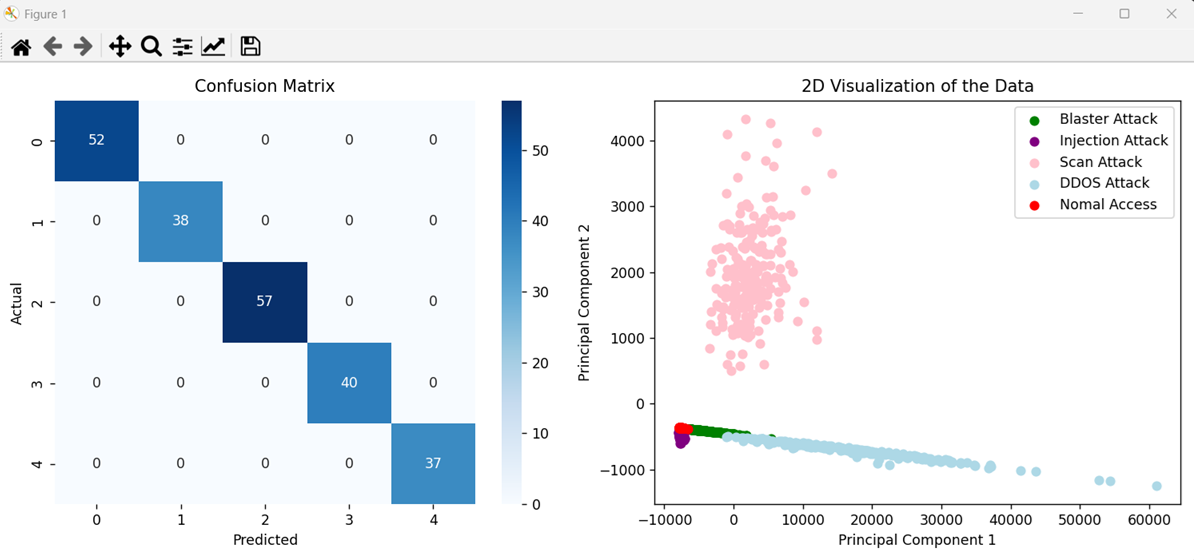 Figure 1
Confusion Matrix
Actual
0 52 0 0 0 0
1 0 38 0 0 0
2 0 0 57 0 0
3 0 0 0 40 0
4 0 0 0 0 37
0 1 2 3 4
Predicted
50
40
30
20
10
0
2D Visualization of the Data
Blaster Attack
Injection Attack
Scan Attack
DDOS Attack
Nomal Access
Principal Component 2
4000
3000
2000
1000
0
−1000
−10000 0 10000 20000 30000 40000 50000 60000
Principal Component 1